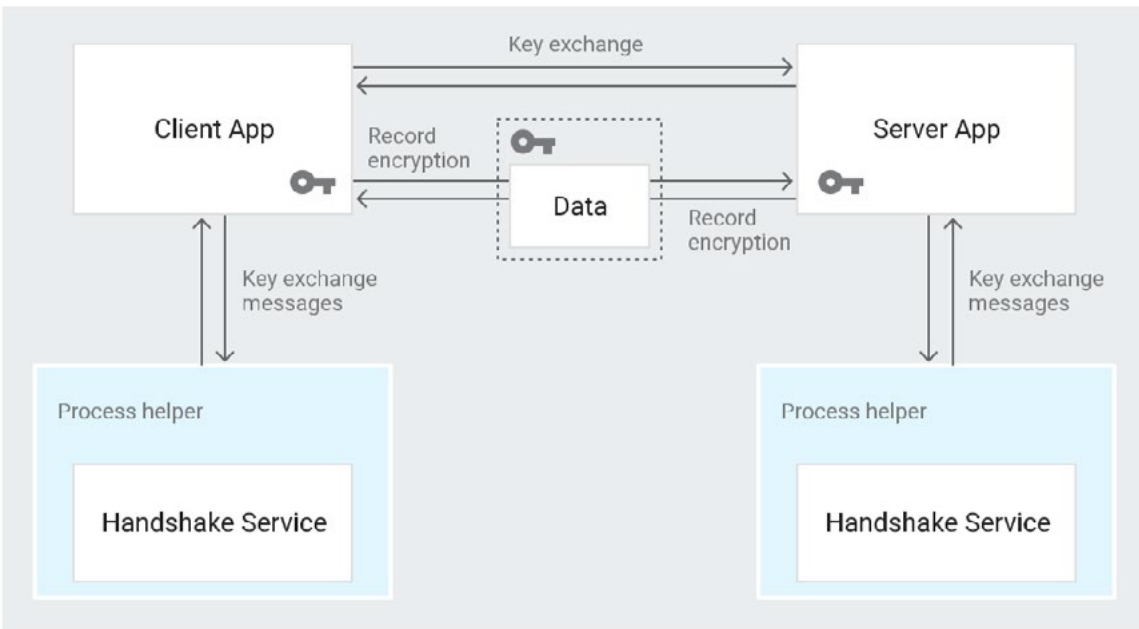 Key exchange
Client App
Server App
Record
encryption
Data
Record
encryption
Key exchange
messages
Key exchange
messages
Process helper
Process helper
Handshake Service
Handshake Service